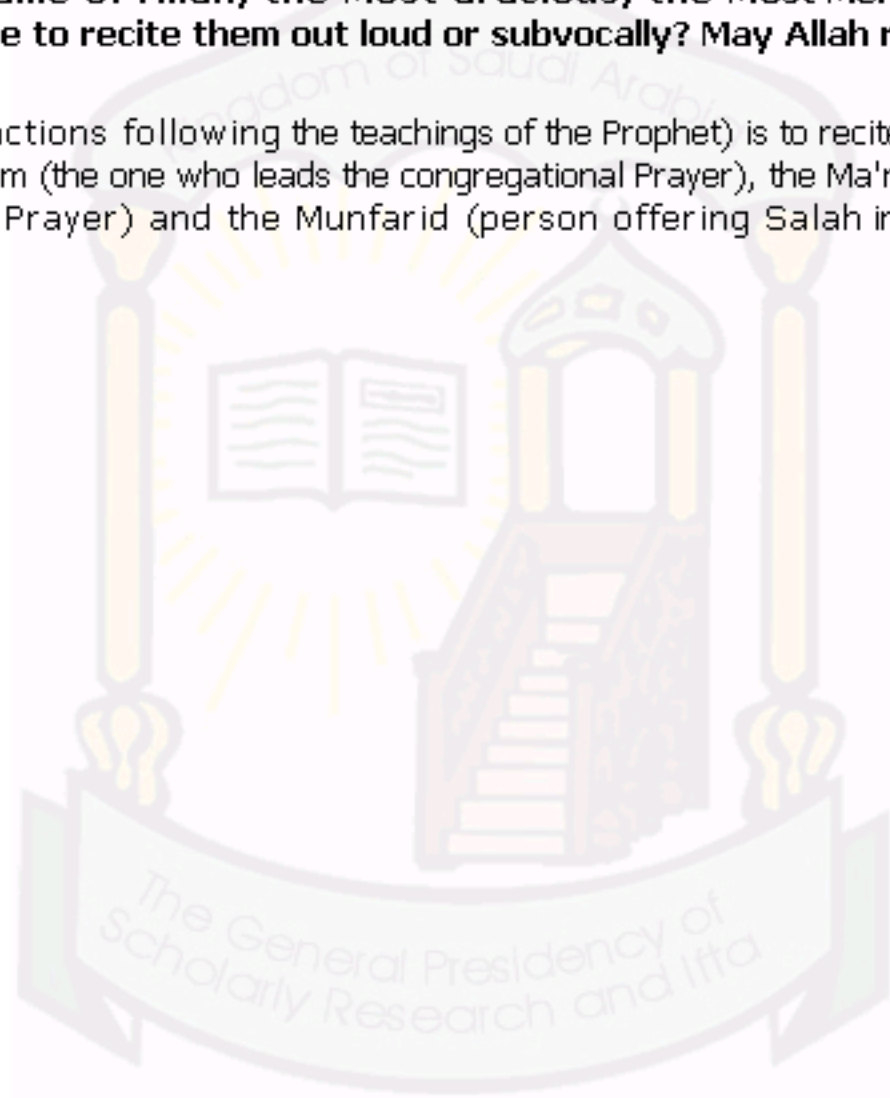 e to recite them out loud or subvocally? May Allah r
Kingdom of Saudi Arabia
actions following the teachings of the Prophet) is to recite
m (the one who leads the congregational Prayer), the Ma'm
Prayer) and the Munfarid (person offering Salah in
The General Presidency of
Scholarly Research and Ifta